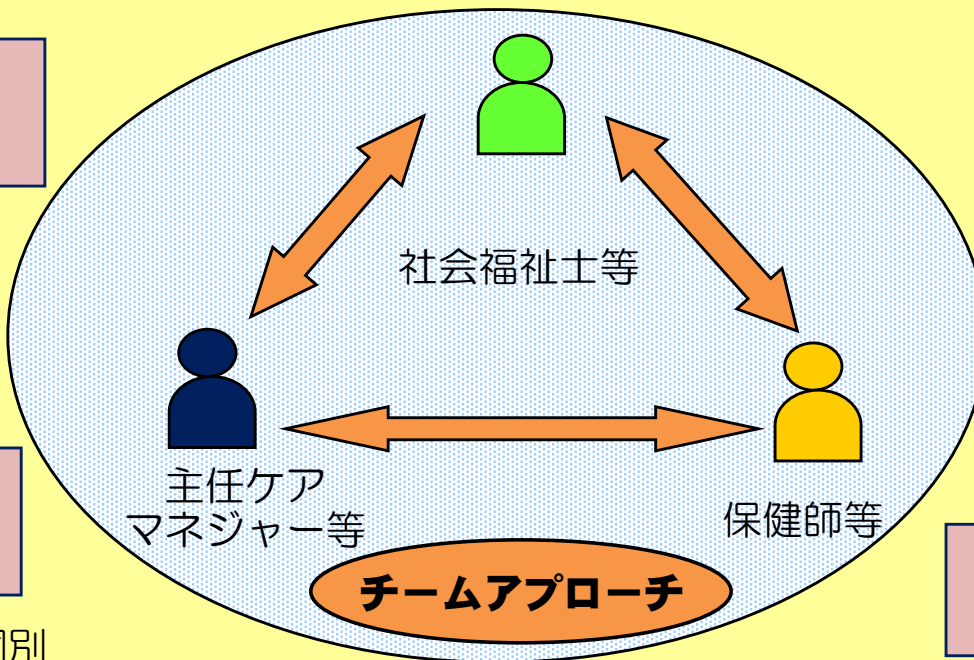 社会福祉士等
主任ケア
マネジャー等
保健師等
チームアプローチ
別